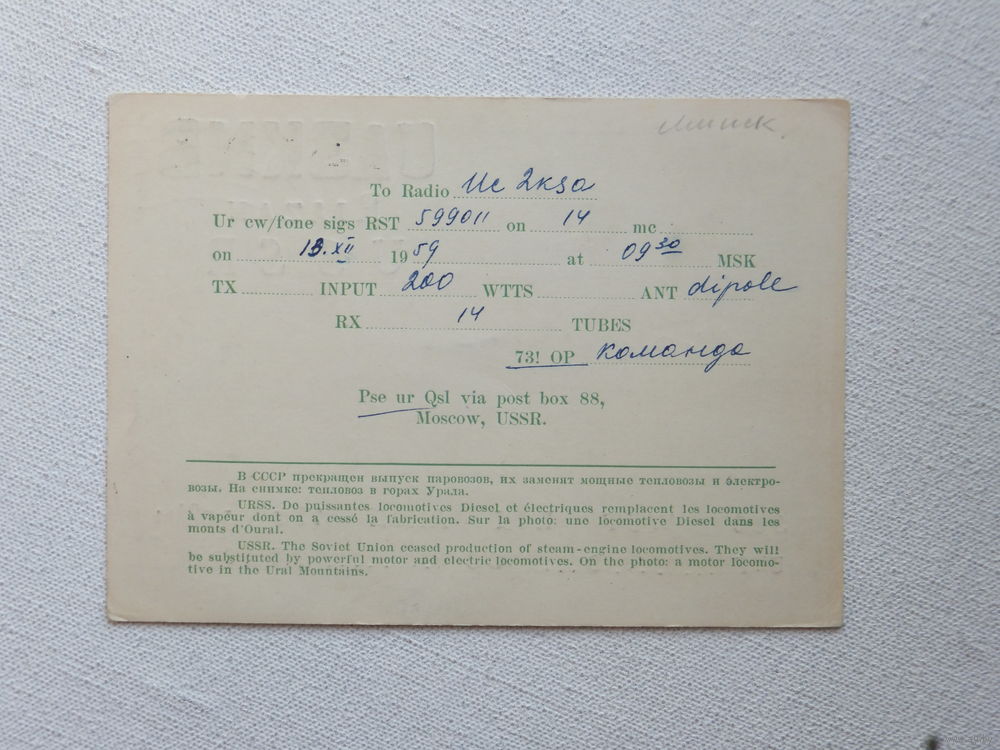 Минск
To Radio Uc 2KSA
Ur cw/fone sigs RST 599011 on 14 mc
on 13.XII 1959 at 09 30 MSK
TX INPUT 200 WTTS ANT dipole
RX 14 TUBES
73! OP команда
Pse ur Qsl via post box 88,
Moscow, USSR.
В СССР прекращен выпуск паровозов, их заменят мощные тепловозы и электро-
возы. На снимке: тепловоз в горах Урала.
URSS. De puissantes locomotives Diesel et électriques remplacent les locomotives
à vapeur dont on a cessé la fabrication. Sur la photo: une locomotive Diesel dans les
monts d'Oural.
USSR. The Soviet Union ceased production of steam-engine locomotives. They will
be substituted by powerful motor and electric locomotives. On the photo: a motor locomo-
tive in the Ural Mountains.